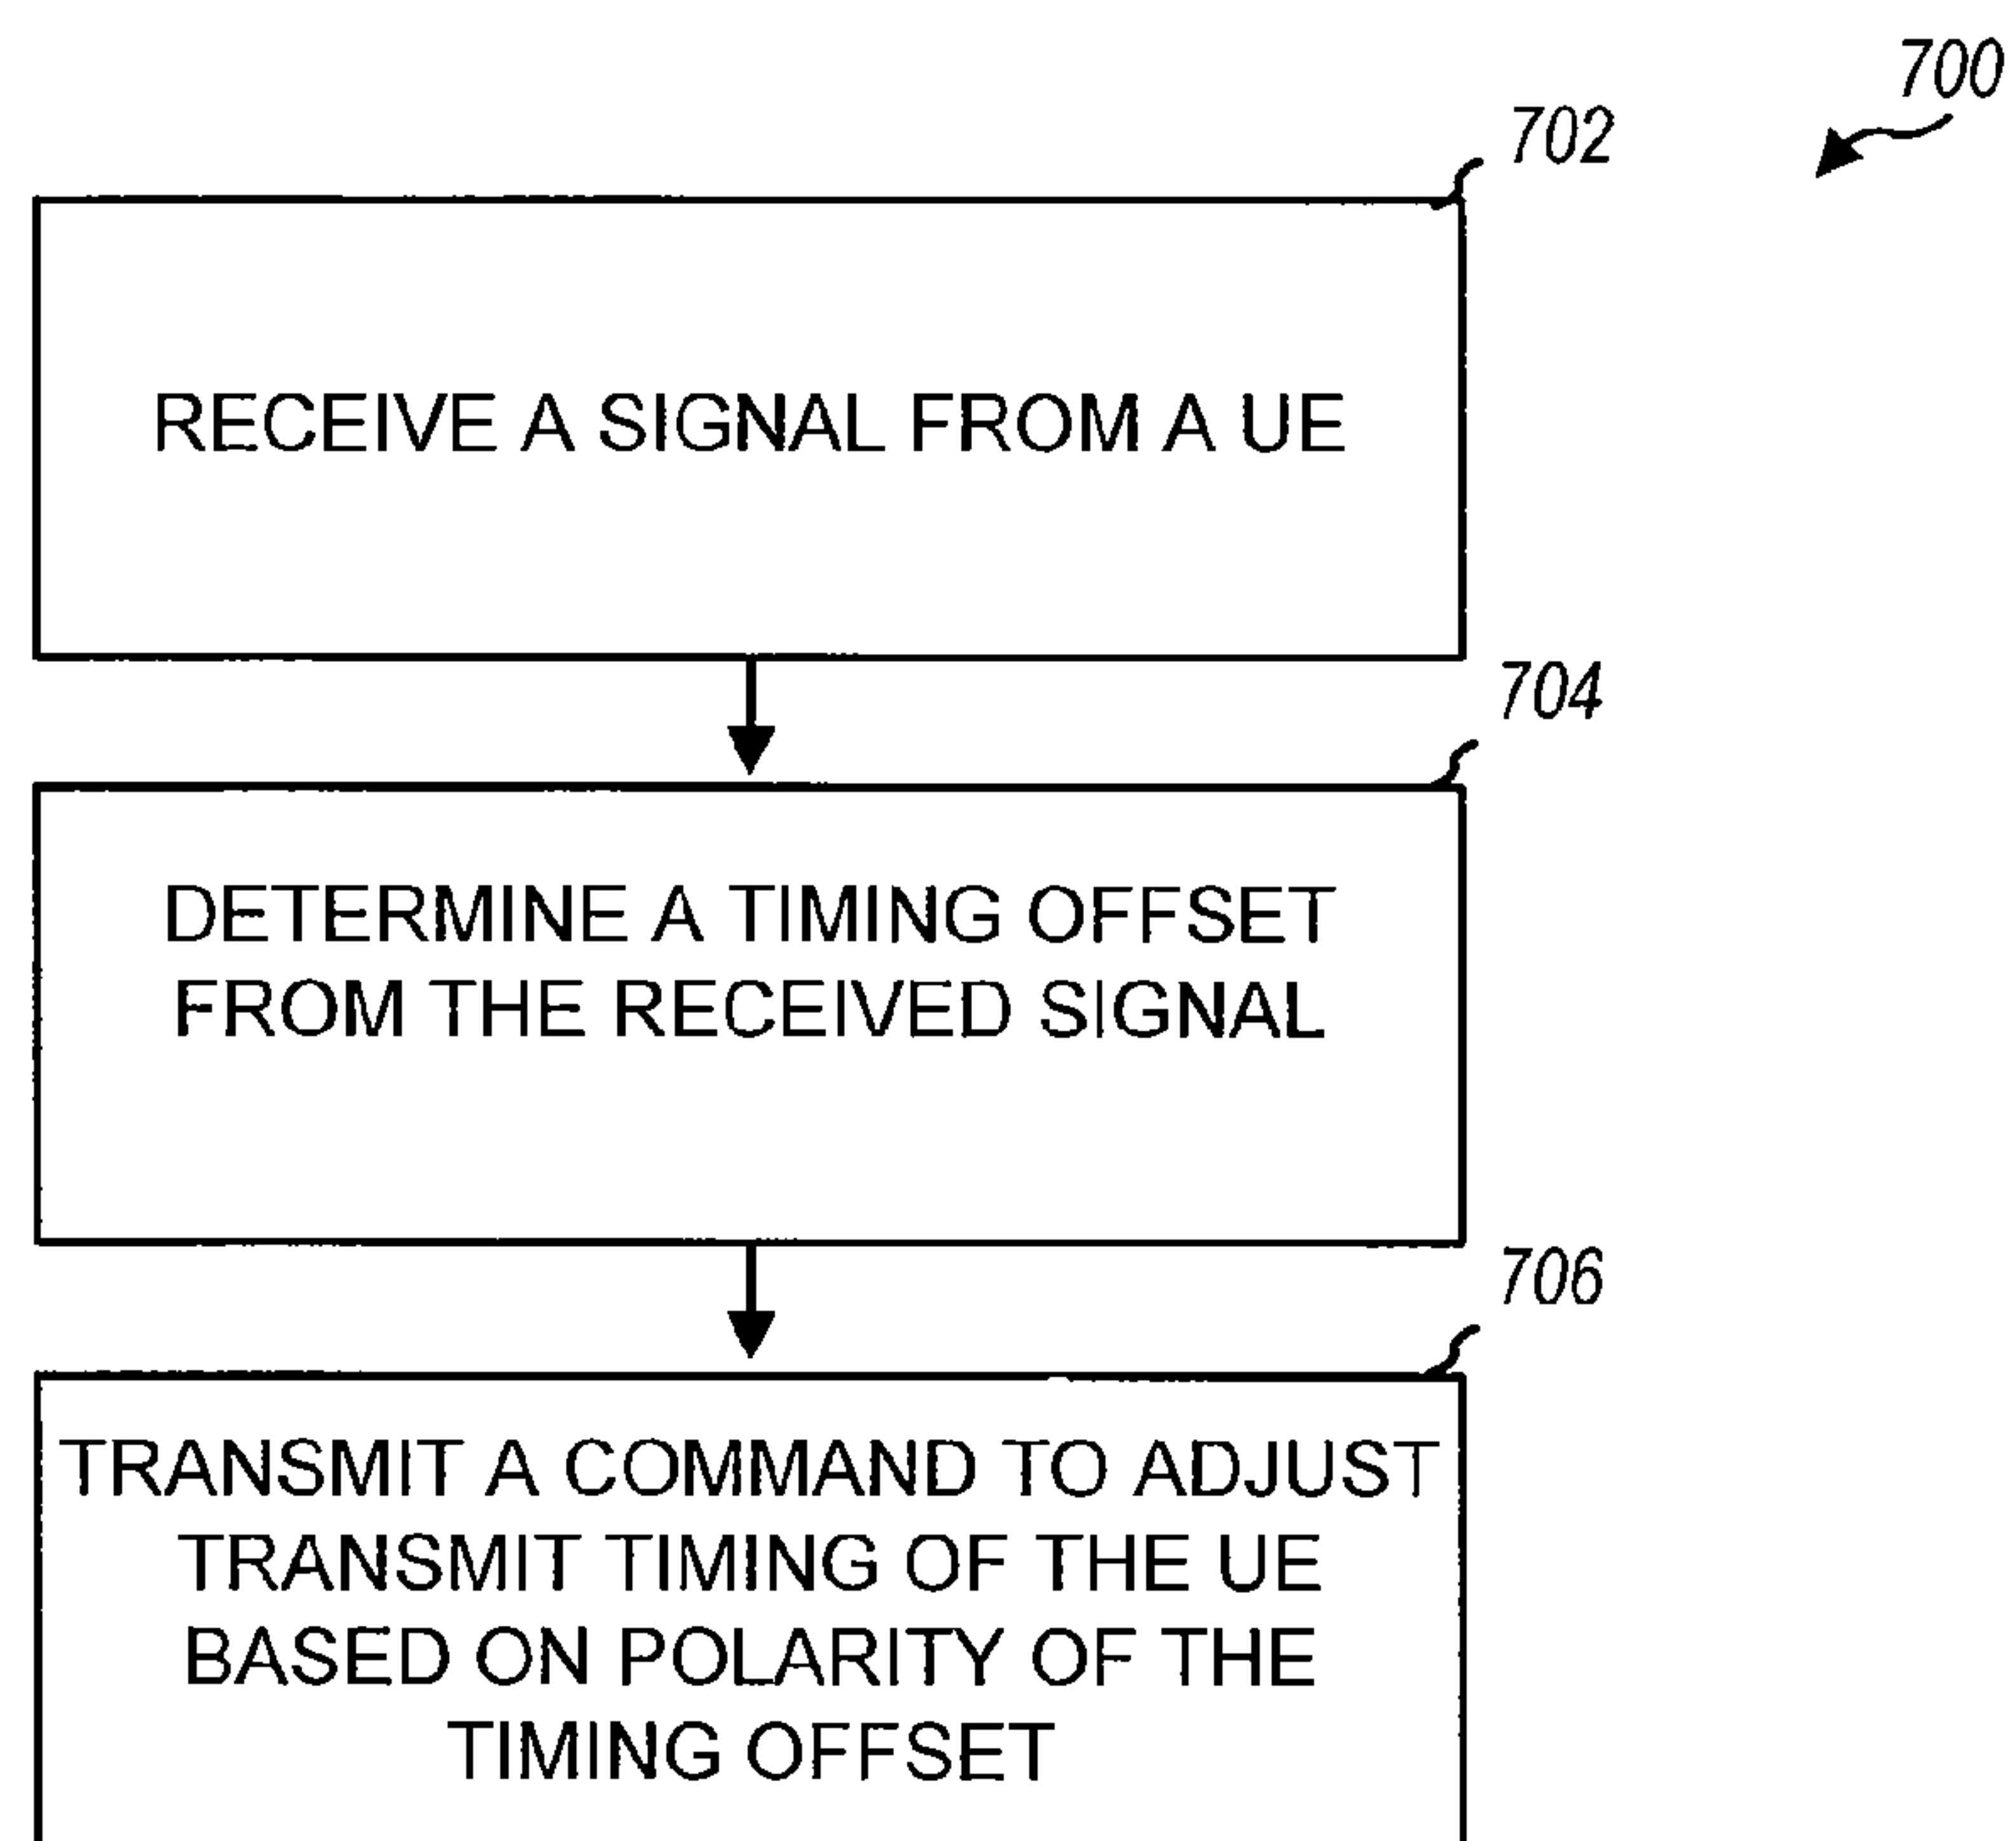 700
702
RECEIVE A SIGNAL FROM A UE
704
DETERMINE A TIMING OFFSET
FROM THE RECEIVED SIGNAL
706
TRANSMIT A COMMAND TO ADJUST
TRANSMIT TIMING OF THE UE
BASED ON POLARITY OF THE
TIMING OFFSET